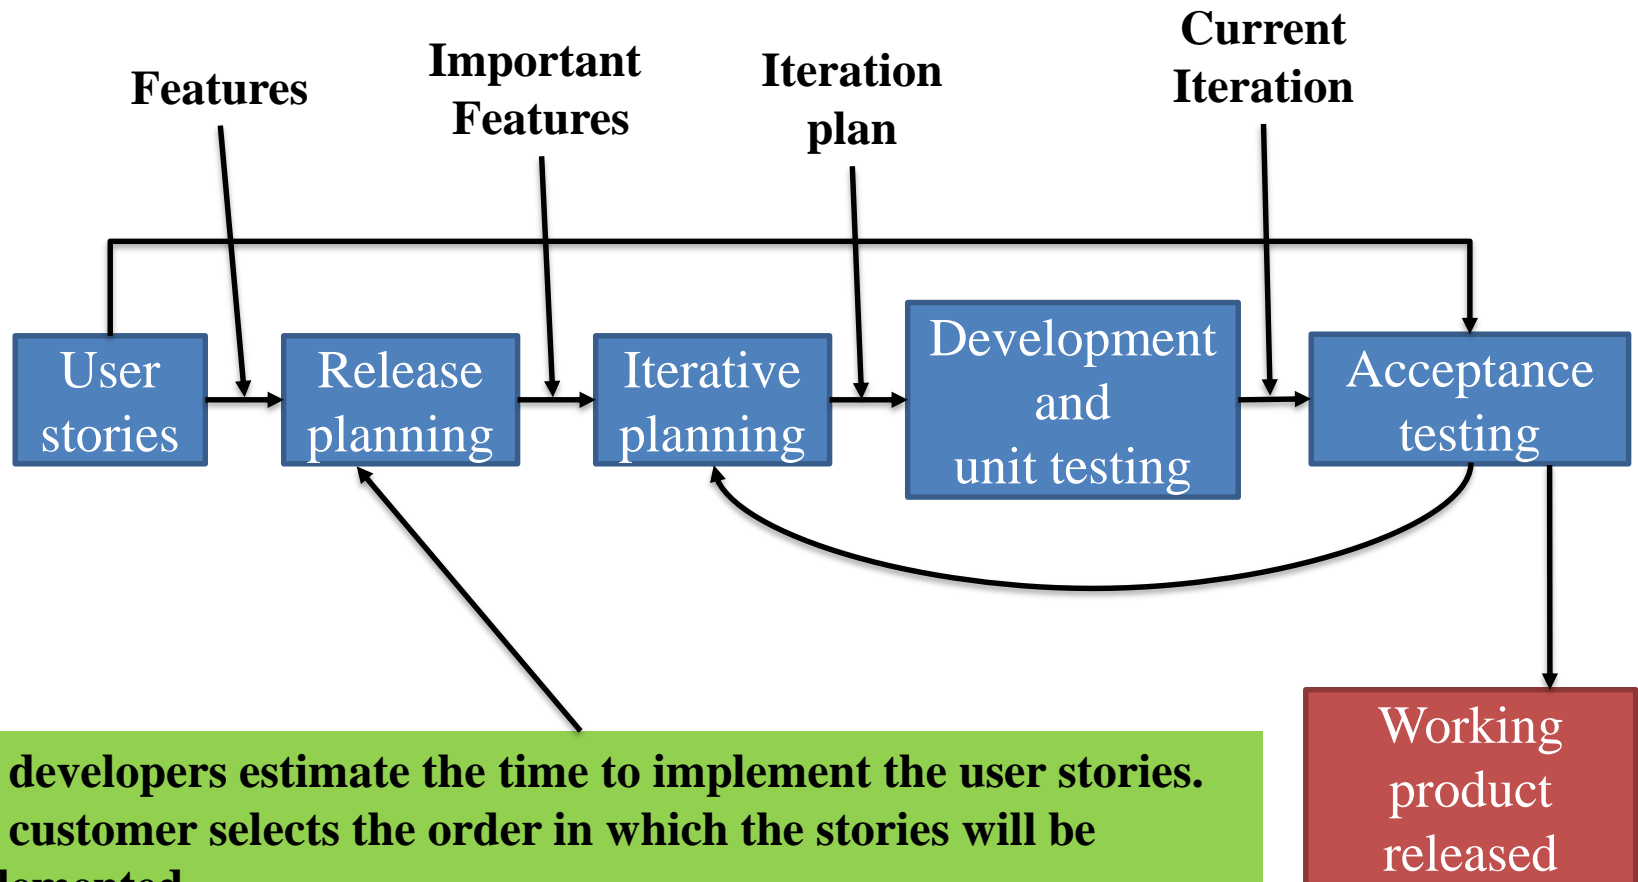 Features
Important
Features
Iteration
plan
Current
Iteration
User
stories
Release
planning
Iterative
planning
Development
and
unit testing
Acceptance
testing
developers estimate the time to implement the user stories.
customer selects the order in which the stories will be
Working
product
released